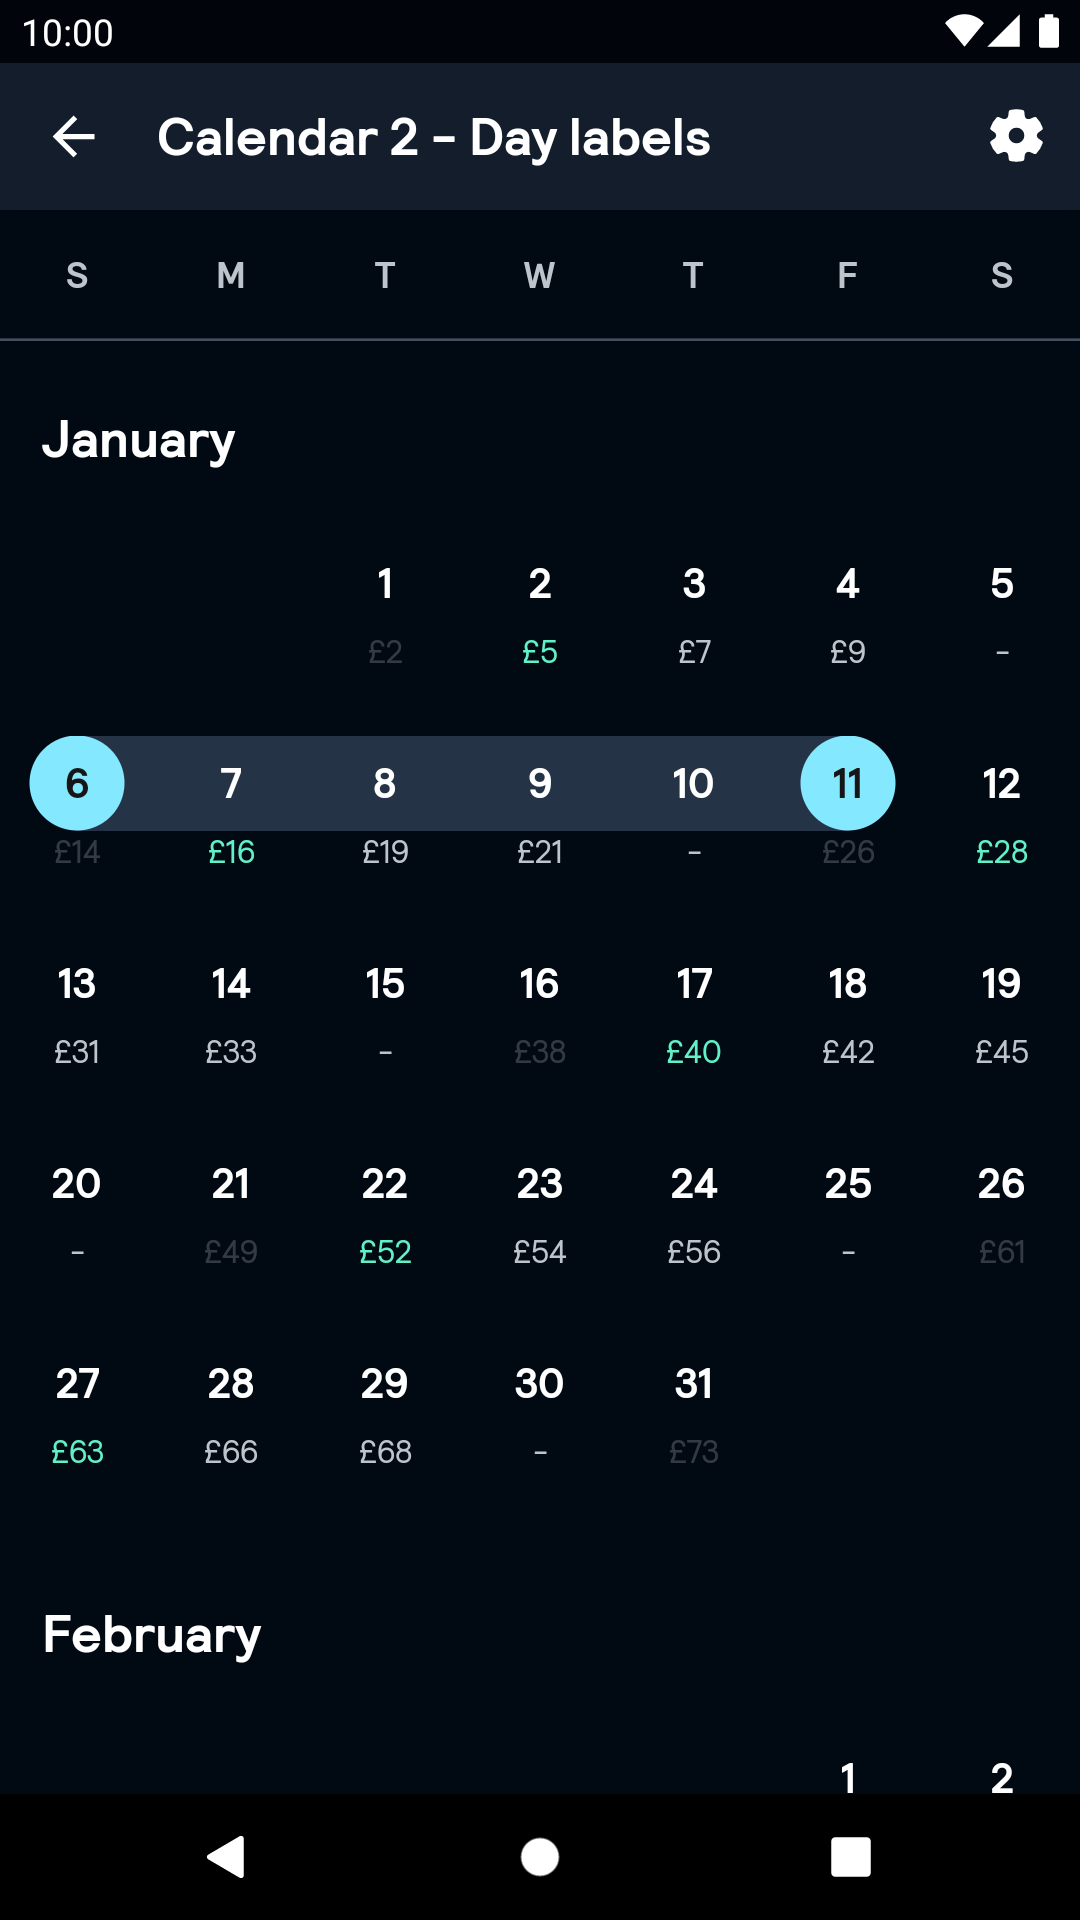 10:00
Calendar 2 - Day labels
S M T W T F S
January
1 2 3 4 5
£2 £5 £7 £9 -
6 7 8 9 10 11 12
£14 £16 £19 £21 - £26 £28
13 14 15 16 17 18 19
£31 £33 - £38 £40 £42 £45
20 21 22 23 24 25 26
- £49 £52 £54 £56 - £61
27 28 29 30 31
£63 £66 £68 - £73
February
1 2